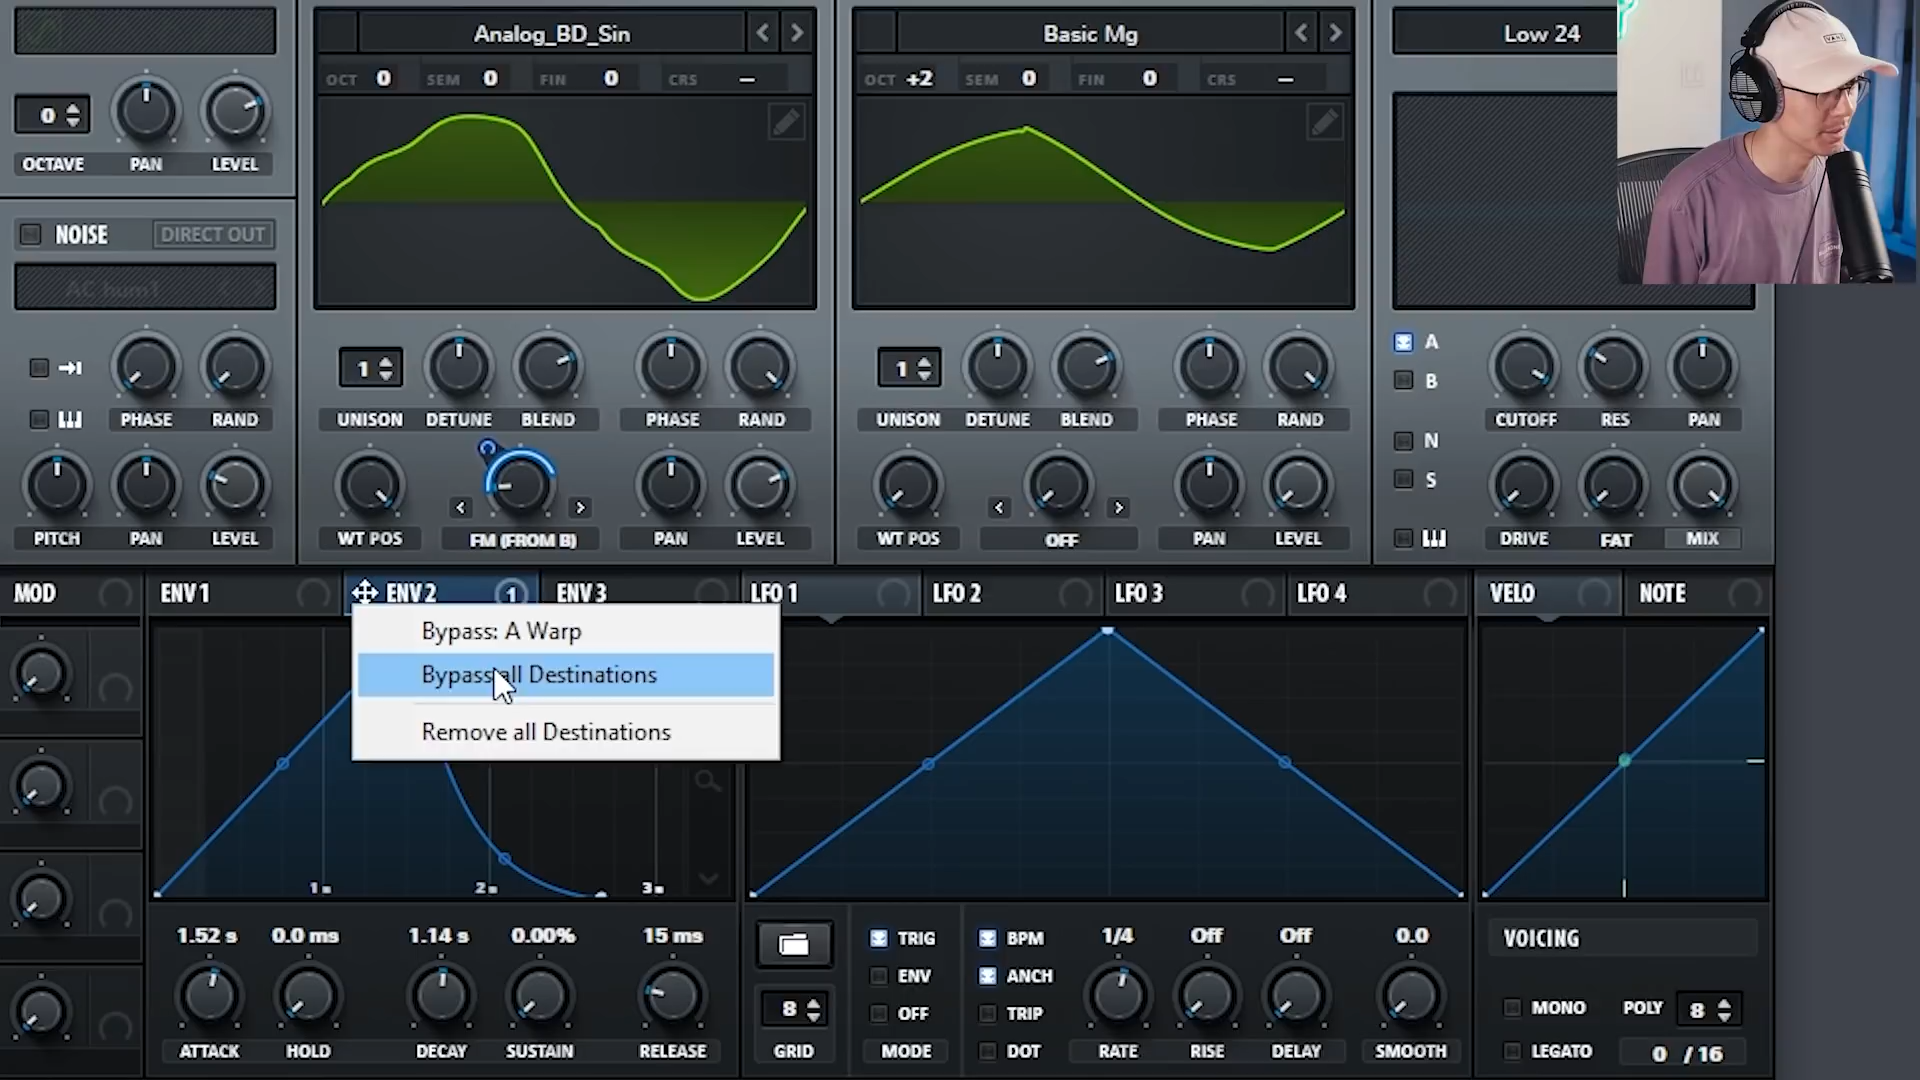 Analog_BD_Sin
Basic Mg
Low 24
OCT 0 SEM 0 FIN 0 CRS –
OCT +2 SEM 0 FIN 0 CRS –
0
OCTAVE PAN LEVEL
NOISE DIRECT OUT
AC hum1
A
B
1
1
PHASE RAND
UNISON DETUNE BLEND PHASE RAND
UNISON DETUNE BLEND PHASE RAND
CUTOFF RES PAN
N
S
PITCH PAN LEVEL
WT POS FM (FROM B) PAN LEVEL
WT POS OFF PAN LEVEL
DRIVE FAT MIX
MOD ENV 1 ENV 2 1 ENV 3 LFO 1 LFO 2 LFO 3 LFO 4 VELO NOTE
Bypass: A Warp
Bypass all Destinations
Remove all Destinations
1s 2s 3s
1.52 s 0.0 ms 1.14 s 0.00% 15 ms
ATTACK HOLD DECAY SUSTAIN RELEASE
8
GRID
TRIG
ENV
OFF
MODE
BPM
ANCH
TRIP
DOT
1/4 Off Off 0.0
RATE RISE DELAY SMOOTH
VOICING
MONO POLY 8
LEGATO 0 / 16
VANS